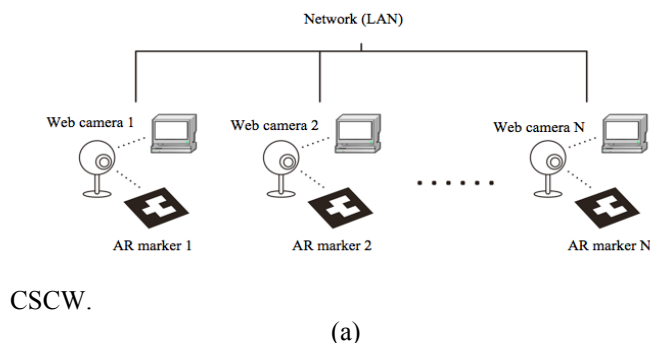 Network (LAN)
Web camera 1
Web camera 2
Web camera N
AR marker 1
AR marker 2
AR marker N
CSCW.
(a)